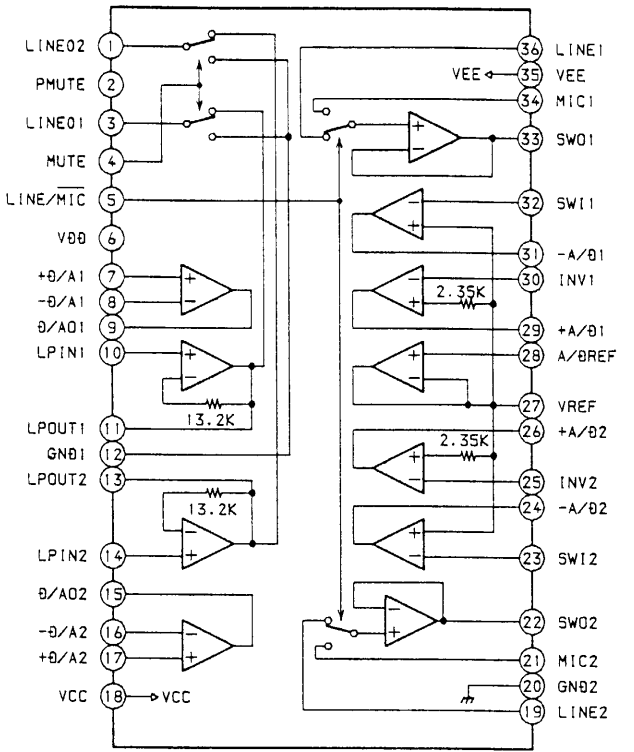 LINEO2 1
PMUTE 2
LINEO1 3
MUTE 4
LINE/MIC 5
VDD 6
+D/A1 7
-D/A1 8
D/AO1 9
LPIN1 10
LPOUT1 11
GND1 12
LPOUT2 13
LPIN2 14
D/AO2 15
-D/A2 16
+D/A2 17
VCC 18 VCC
+
-
+
-
13.2K
13.2K
-
+
-
+
36 LINE1
VEE 35 VEE
34 MIC1
33 SWO1
32 SWI1
31 -A/D1
30 INV1
29 +A/D1
28 A/DREF
27 VREF
26 +A/D2
25 INV2
24 -A/D2
23 SWI2
22 SWO2
21 MIC2
20 GND2
19 LINE2
+
-
-
+
-
+
2.35K
+
-
2.35K
+
-
+
-
-
+